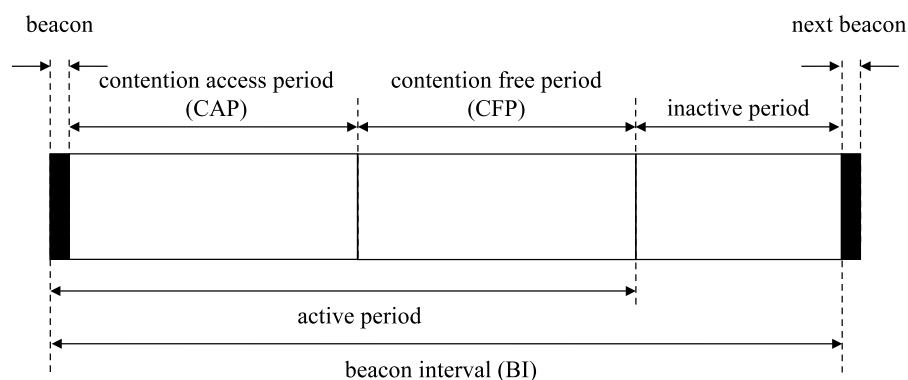 beacon
next beacon
contention access period
(CAP)
contention free period
(CFP)
inactive period
active period
beacon interval (BI)